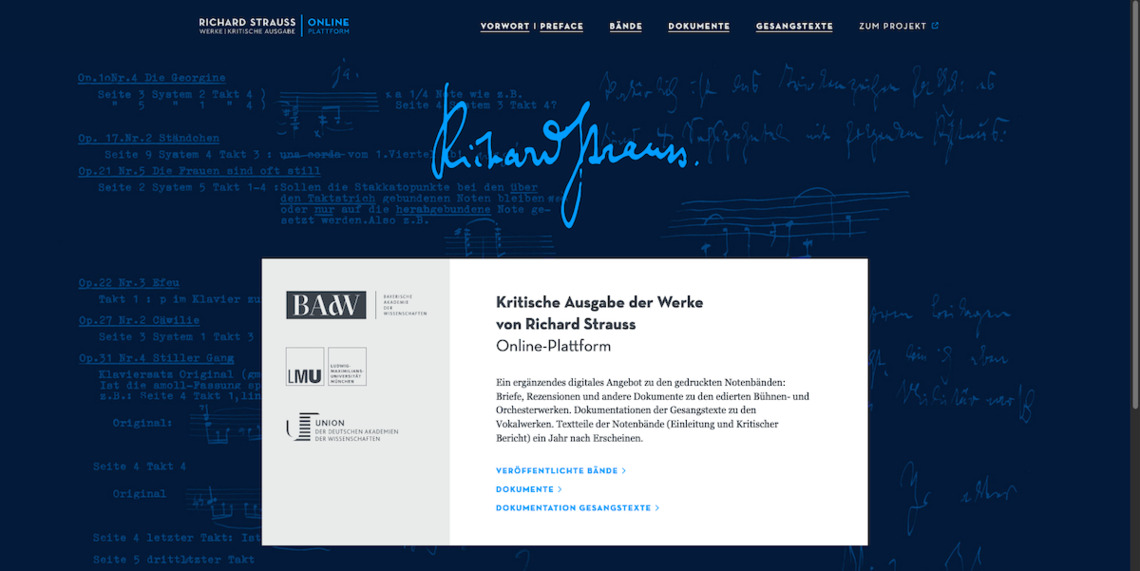 RICHARD STRAUSS | ONLINE
WERKE | KRITISCHE AUSGABE PLATTFORM
VORWORT | PREFACE BÄNDE DOKUMENTE GESANGSTEXTE ZUM PROJEKT
Op.10Nr.4 Die Georgine
Seite 3 System 2 Takt 4 )
" 5 " 1 " 4 )
1/4 Note wie z.B.
Seite 4 System 3 Takt 4?
Richard Strauss.
Op. 17.Nr.2 Ständchen
Seite 9 System 4 Takt 3 : una corda vom 1.Viertel
Op.21 Nr.5 Die Frauen sind oft still
Seite 2 System 5 Takt 1-4 :Sollen die Stakkatopunkte bei den über
den Taktstrich gebundenen Noten bleiben
oder nur auf die herabgebundene Note ge-
setzt werden.Also z.B.
Op.22 Nr.3 Efeu
Takt 1 : p im Klavier zu
Op.27 Nr.2 Cäcilie
Seite 3 System 1 Takt 3
Op.31 Nr.4 Stiller Gang
Klaviersatz Original
Ist die amoll-Fassung
z.B.: Seite 4 Takt 1,
Original:
Seite 4 Takt 4
Original
Seite 4 letzter Takt:
Seite 5 drittletzter Takt
BAdW
BAYERISCHE
AKADEMIE
DER
WISSENSCHAFTEN
LMU
LUDWIG-
MAXIMILIANS-
UNIVERSITÄT
MÜNCHEN
UNION
DER DEUTSCHEN AKADEMIEN
DER WISSENSCHAFTEN
Kritische Ausgabe der Werke
von Richard Strauss
Online-Plattform
Ein ergänzendes digitales Angebot zu den gedruckten Notenbänden:
Briefe, Rezensionen und andere Dokumente zu den edierten Bühnen- und
Orchesterwerken. Dokumentationen der Gesangstexte zu den
Vokalwerken. Textteile der Notenbände (Einleitung und Kritischer
Bericht) ein Jahr nach Erscheinen.
VERÖFFENTLICHTE BÄNDE >
DOKUMENTE >
DOKUMENTATION GESANGSTEXTE >